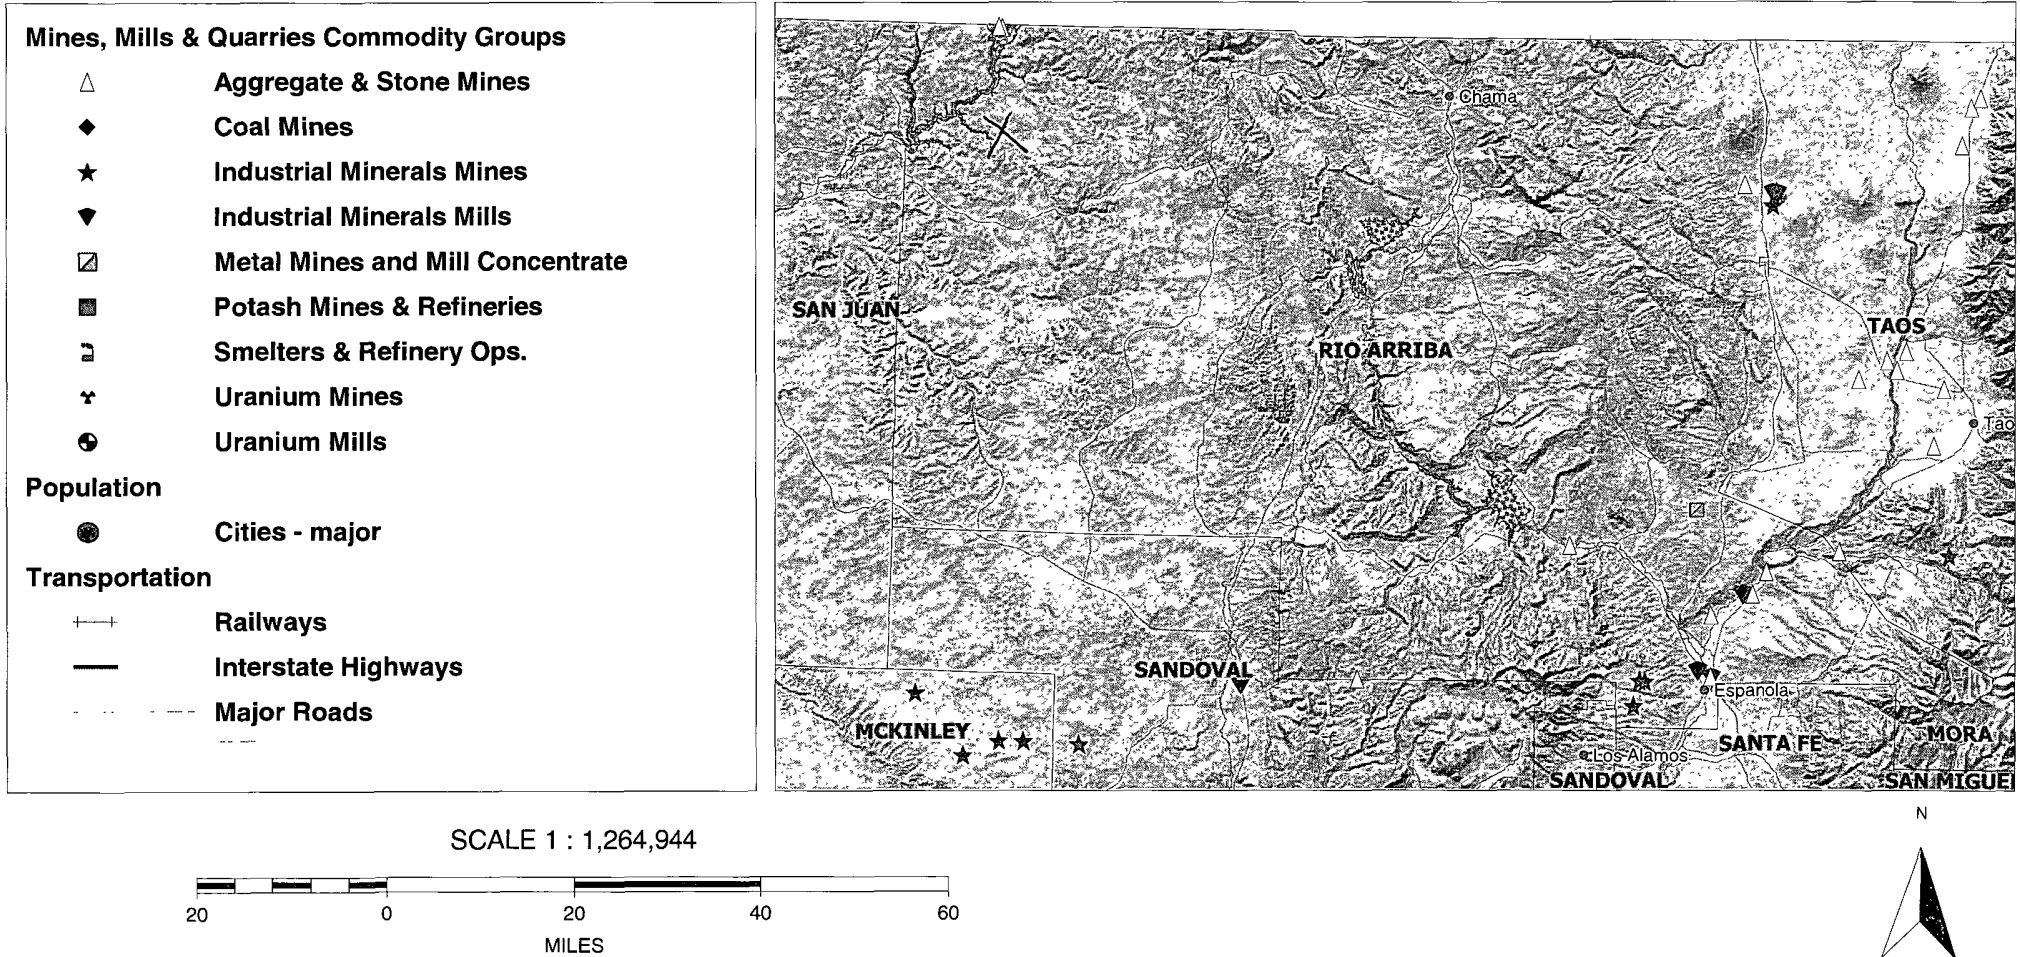 Mines, Mills & Quarries Commodity Groups
Aggregate & Stone Mines
Coal Mines
Industrial Minerals Mines
Industrial Minerals Mills
Metal Mines and Mill Concentrate
Potash Mines & Refineries
Smelters & Refinery Ops.
Uranium Mines
Uranium Mills
Population
Cities - major
Transportation
Railways
Interstate Highways
Major Roads
Chama
SAN JUAN
RIO ARRIBA
TAOS
Tao
SANDOVAL
Espanola
MCKINLEY
SANTA FE
MORA
Los Alamos
SANDOVAL
SAN MIGUEL
N
SCALE 1 : 1,264,944
20 0 20 40 60
MILES